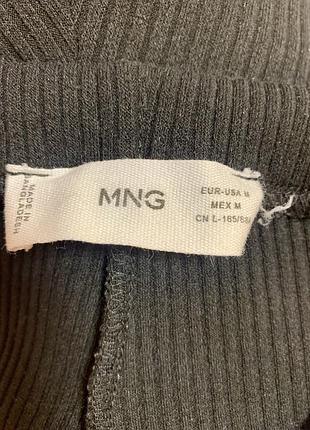 MADE IN
BANGLADESH
MNG
EUR-USA M
MEX M
CN L-165/88A